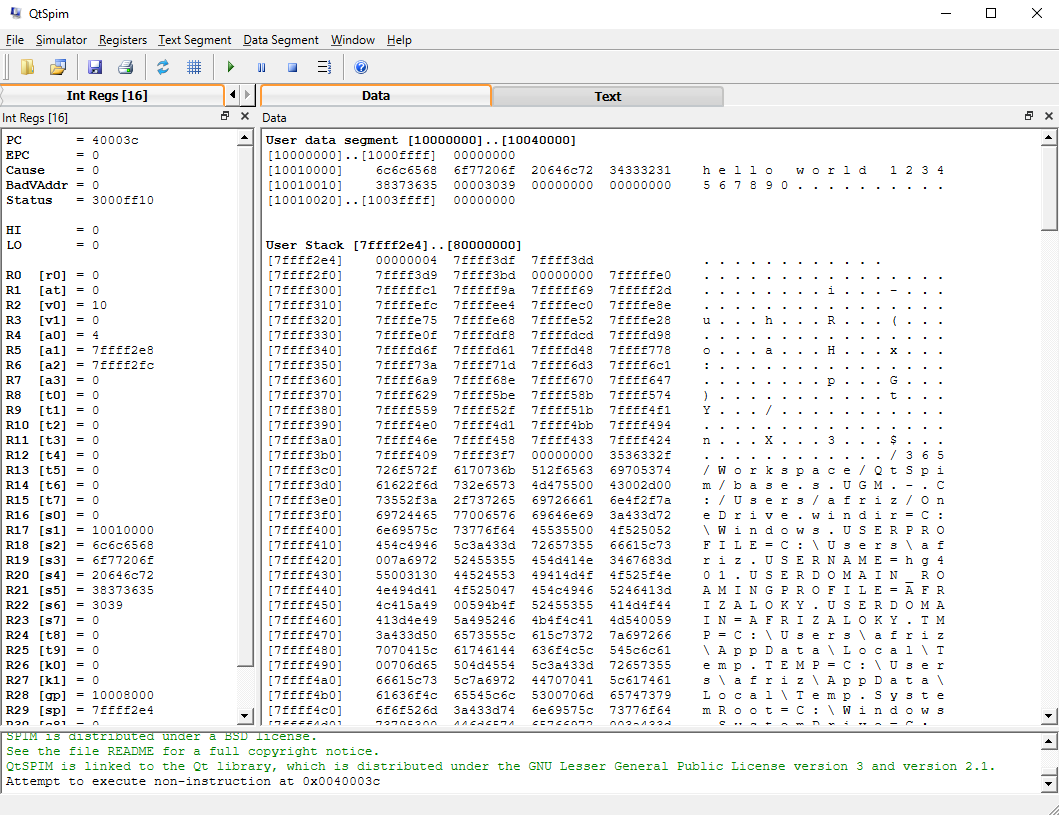 QtSpim
File Simulator Registers Text Segment Data Segment Window Help
Int Regs [16] Data Text
Int Regs [16]
PC = 40003c
EPC = 0
Cause = 0
BadVAddr = 0
Status = 3000ff10
HI = 0
LO = 0
R0 [r0] = 0
R1 [at] = 0
R2 [v0] = 10
R3 [v1] = 0
R4 [a0] = 4
R5 [a1] = 7ffff2e8
R6 [a2] = 7ffff2fc
R7 [a3] = 0
R8 [t0] = 0
R9 [t1] = 0
R10 [t2] = 0
R11 [t3] = 0
R12 [t4] = 0
R13 [t5] = 0
R14 [t6] = 0
R15 [t7] = 0
R16 [s0] = 0
R17 [s1] = 10010000
R18 [s2] = 6c6c6568
R19 [s3] = 6f77206f
R20 [s4] = 20646c72
R21 [s5] = 38373635
R22 [s6] = 3039
R23 [s7] = 0
R24 [t8] = 0
R25 [t9] = 0
R26 [k0] = 0
R27 [k1] = 0
R28 [gp] = 10008000
R29 [sp] = 7ffff2e4
R30 [s8] = 0
Data
User data segment [10000000]..[10040000]
[10000000]..[1000ffff] 00000000
[10010000] 6c6c6568 6f77206f 20646c72 34333231 h e l l o w o r l d 1 2 3 4
[10010010] 38373635 00003039 00000000 00000000 5 6 7 8 9 0 . . . . . . . . . .
[10010020]..[1003ffff] 00000000
User Stack [7ffff2e4]..[80000000]
[7ffff2e4] 00000004 7ffff3df 7ffff3dd . . . . . . . . . . . .
[7ffff2f0] 7ffff3d9 7ffff3bd 00000000 7fffffe0 . . . . . . . . . . . . . . . .
[7ffff300] 7fffffc1 7fffff9a 7fffff69 7fffff2d . . . . . . . . i . . . - . . .
[7ffff310] 7ffffefc 7ffffee4 7ffffec0 7ffffe8e . . . . . . . . . . . . . . . .
[7ffff320] 7ffffe75 7ffffe68 7ffffe52 7ffffe28 u . . . h . . . R . . . ( . . .
[7ffff330] 7ffffe0f 7ffffdf8 7ffffdcd 7ffffd98 . . . . . . . . . . . . . . . .
[7ffff340] 7ffffd6f 7ffffd61 7ffffd48 7ffff778 o . . . a . . . H . . . x . . .
[7ffff350] 7ffff73a 7ffff71d 7ffff6d3 7ffff6c1 : . . . . . . . . . . . . . . .
[7ffff360] 7ffff6a9 7ffff68e 7ffff670 7ffff647 . . . . . . . . p . . . G . . .
[7ffff370] 7ffff629 7ffff5be 7ffff58b 7ffff574 ) . . . . . . . . . . . t . . .
[7ffff380] 7ffff559 7ffff52f 7ffff51b 7ffff4f1 Y . . . / . . . . . . . . . . .
[7ffff390] 7ffff4e0 7ffff4d1 7ffff4bb 7ffff494 . . . . . . . . . . . . . . . .
[7ffff3a0] 7ffff46e 7ffff458 7ffff433 7ffff424 n . . . X . . . 3 . . . $ . . .
[7ffff3b0] 7ffff409 7ffff3f7 00000000 3536332f . . . . . . . . . . . . / 3 6 5
[7ffff3c0] 726f572f 6170736b 512f6563 69705374 / W o r k s p a c e / Q t S p i
[7ffff3d0] 61622f6d 732e6573 4d475500 43002d00 m / b a s e . s . U G M . - . C
[7ffff3e0] 73552f3a 2f737265 69726661 6e4f2f7a : / U s e r s / a f r i z / O n
[7ffff3f0] 69724465 77006576 69646e69 3a433d72 e D r i v e . w i n d i r = C :
[7ffff400] 6e69575c 73776f64 45535500 4f525052 \ W i n d o w s . U S E R P R O
[7ffff410] 454c4946 5c3a433d 72657355 66615c73 F I L E = C : \ U s e r s \ a f
[7ffff420] 007a6972 52455355 454d414e 3467683d r i z . U S E R N A M E = h g 4
[7ffff430] 55003130 44524553 49414d4f 4f525f4e 0 1 . U S E R D O M A I N _ R O
[7ffff440] 4e494d41 4f525047 454c4946 5246413d A M I N G P R O F I L E = A F R
[7ffff450] 4c415a49 00594b4f 52455355 414d4f44 I Z A L O K Y . U S E R D O M A
[7ffff460] 413d4e49 5a495246 4b4f4c41 4d540059 I N = A F R I Z A L O K Y . T M
[7ffff470] 3a433d50 6573555c 615c7372 7a697266 P = C : \ U s e r s \ a f r i z
[7ffff480] 7070415c 61746144 636f4c5c 545c6c61 \ A p p D a t a \ L o c a l \ T
[7ffff490] 00706d65 504d4554 5c3a433d 72657355 e m p . T E M P = C : \ U s e r
[7ffff4a0] 66615c73 5c7a6972 44707041 5c617461 s \ a f r i z \ A p p D a t a \
[7ffff4b0] 61636f4c 65545c6c 5300706d 65747379 L o c a l \ T e m p . S y s t e
[7ffff4c0] 6f6f526d 3a433d74 6e69575c 73776f64 m R o o t = C : \ W i n d o w s
[7ffff4d0] 73795300 446d6574 65766972 003a433d . S y s t e m D r i v e = C : .
SPIM is distributed under a BSD license.
See the file README for a full copyright notice.
QtSPIM is linked to the Qt library, which is distributed under the GNU Lesser General Public License version 3 and version 2.1.
Attempt to execute non-instruction at 0x0040003c